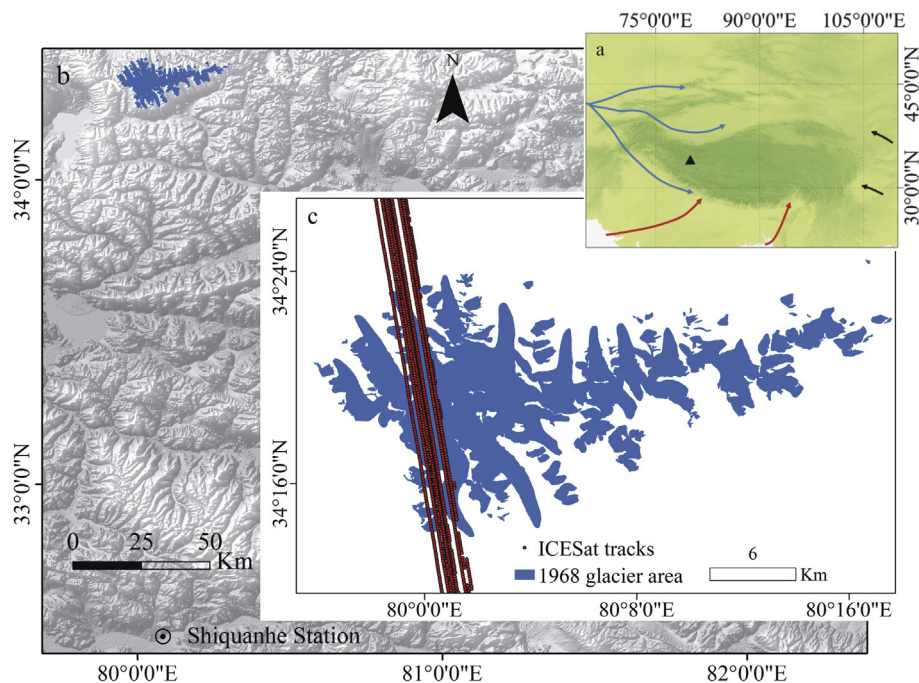 75°0'0"E 90°0'0"E 105°0'0"E
a
45°0'0"N
30°0'0"N
b
N
34°0'0"N
33°0'0"N
c
34°24'0"N
34°16'0"N
ICESat tracks
1968 glacier area
6
Km
80°0'0"E 80°8'0"E 80°16'0"E
0 25 50
Km
Shiquanhe Station
80°0'0"E 81°0'0"E 82°0'0"E